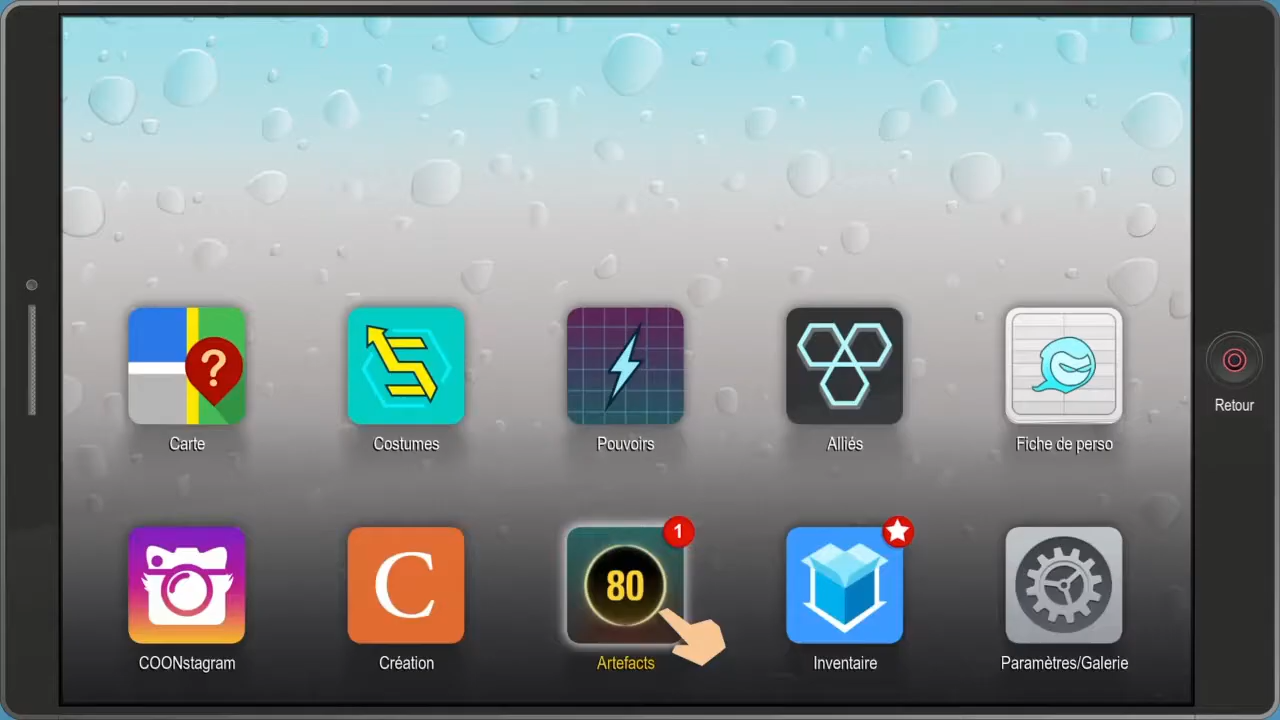 ?
Carte
Costumes
Pouvoirs
Alliés
Fiche de perso
Retour
C
80
1
COONstagram
Création
Artefacts
Inventaire
Paramètres/Galerie